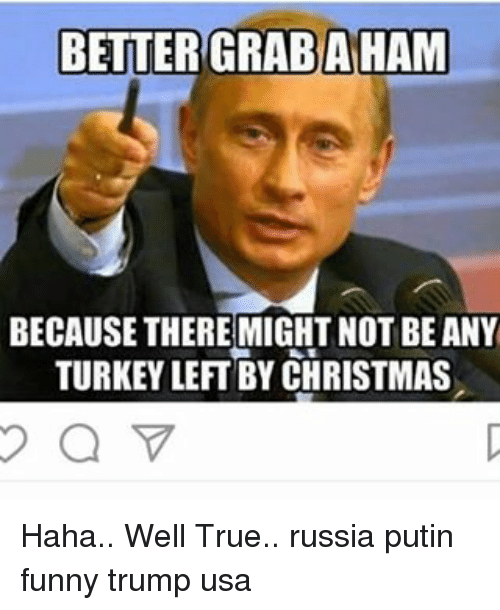 BETTER GRAB A HAM
BECAUSE THERE MIGHT NOT BE ANY
TURKEY LEFT BY CHRISTMAS
Haha.. Well True.. russia putin
funny trump usa